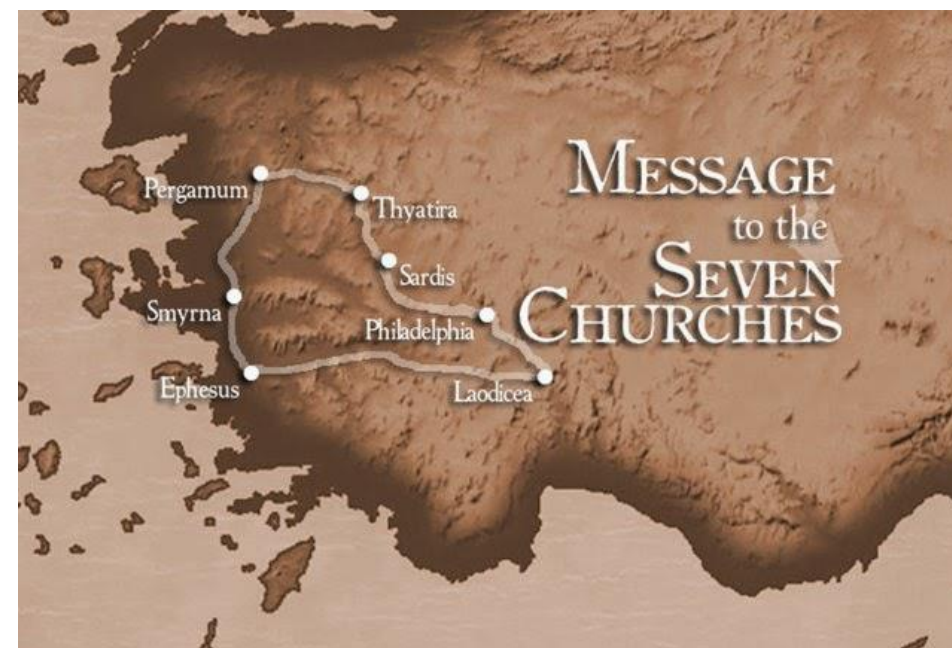 MESSAGE
to the
SEVEN
CHURCHES
Pergamum
Thyatira
Sardis
Smyrna
Philadelphia
Ephesus
Laodicea